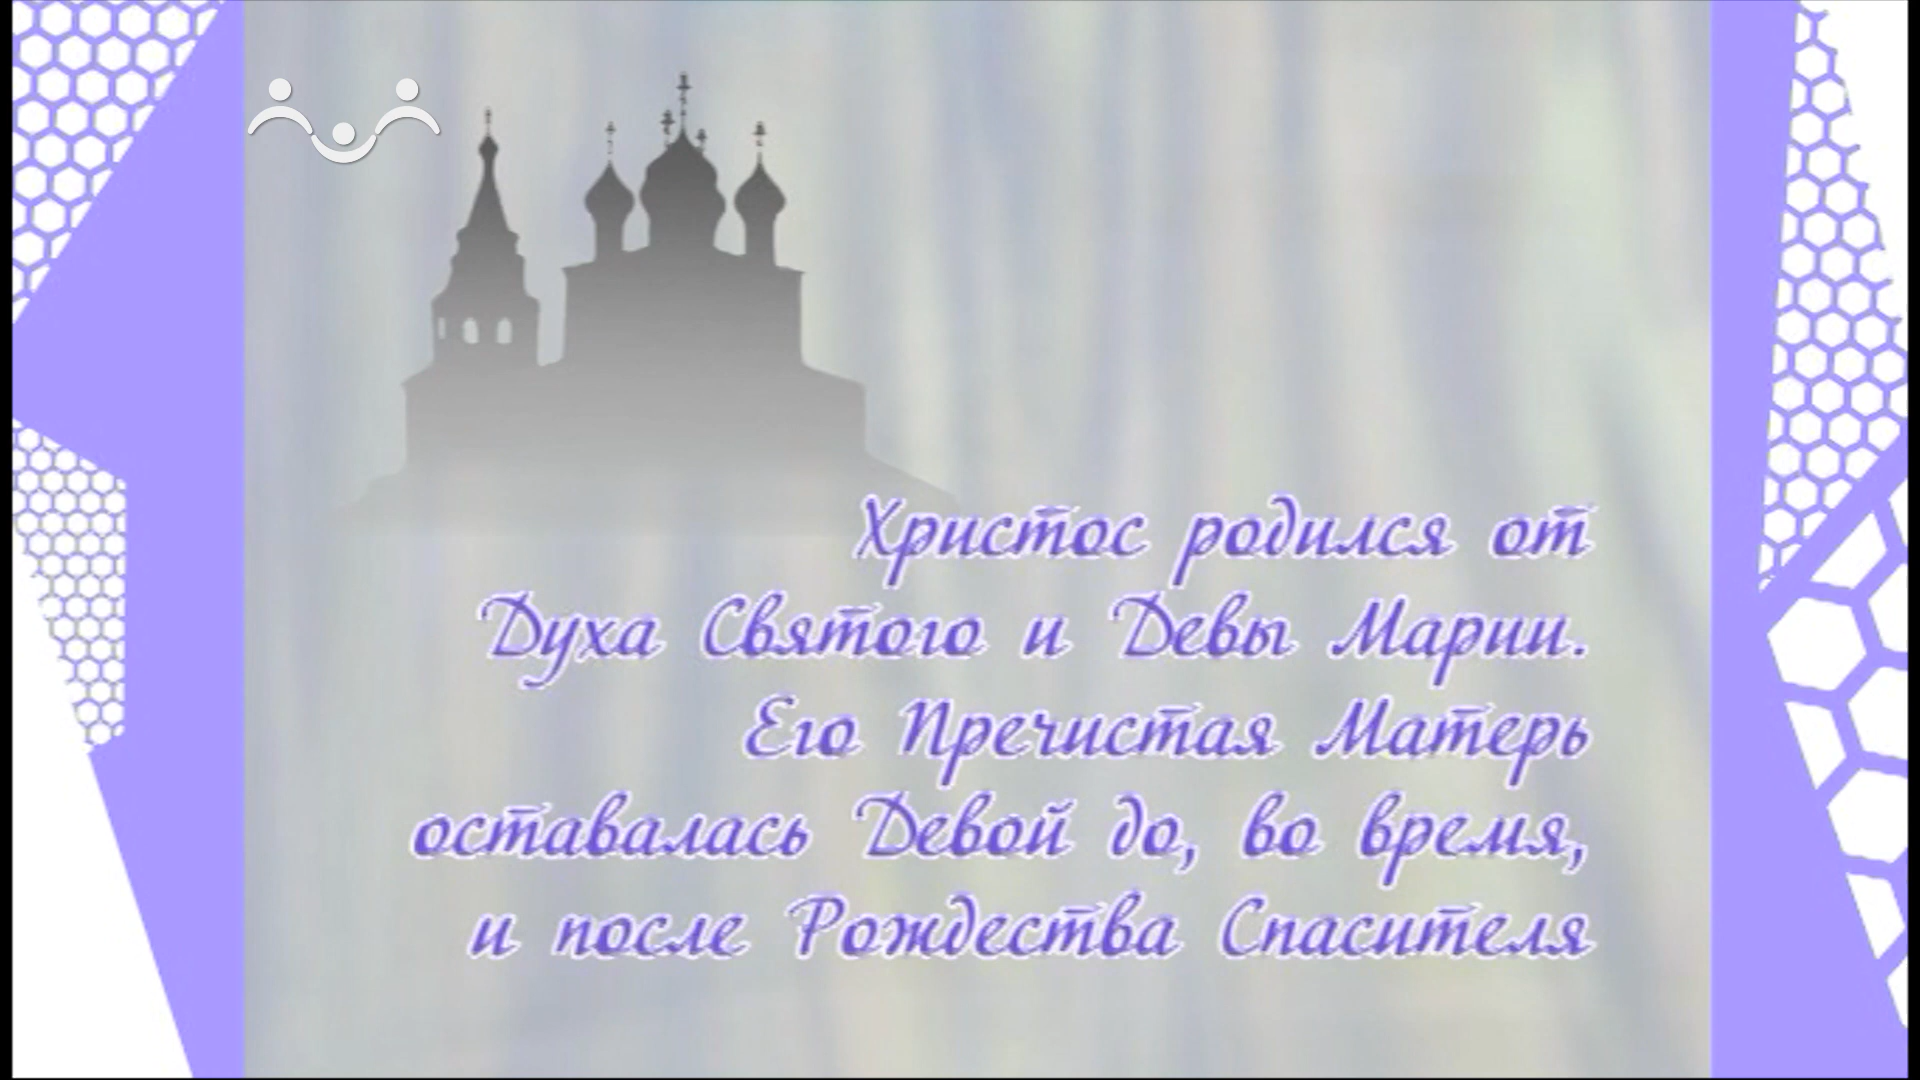 Христос родился от
Духа Святого и Девы Марии.
Его Пречистая Матерь
оставалась Девой до, во время,
и после Рождества Спасителя